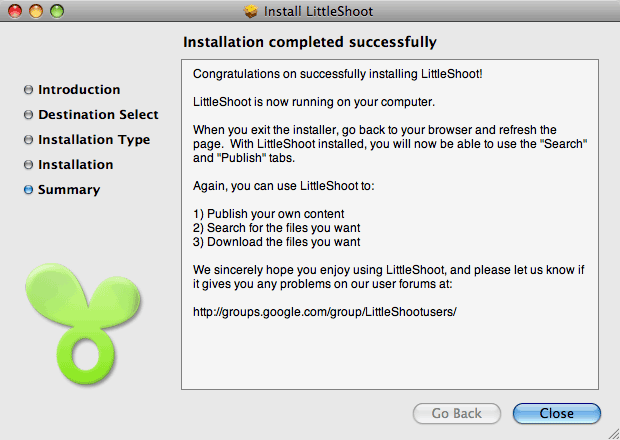 Install LittleShoot
Installation completed successfully
Introduction
Destination Select
Installation Type
Installation
Summary
Congratulations on successfully installing LittleShoot!
LittleShoot is now running on your computer.
When you exit the installer, go back to your browser and refresh the
page.  With LittleShoot installed, you will now be able to use the "Search"
and "Publish" tabs.
Again, you can use LittleShoot to:
1) Publish your own content
2) Search for the files you want
3) Download the files you want
We sincerely hope you enjoy using LittleShoot, and please let us know if
it gives you any problems on our user forums at:
http://groups.google.com/group/LittleShootusers/
Go Back
Close